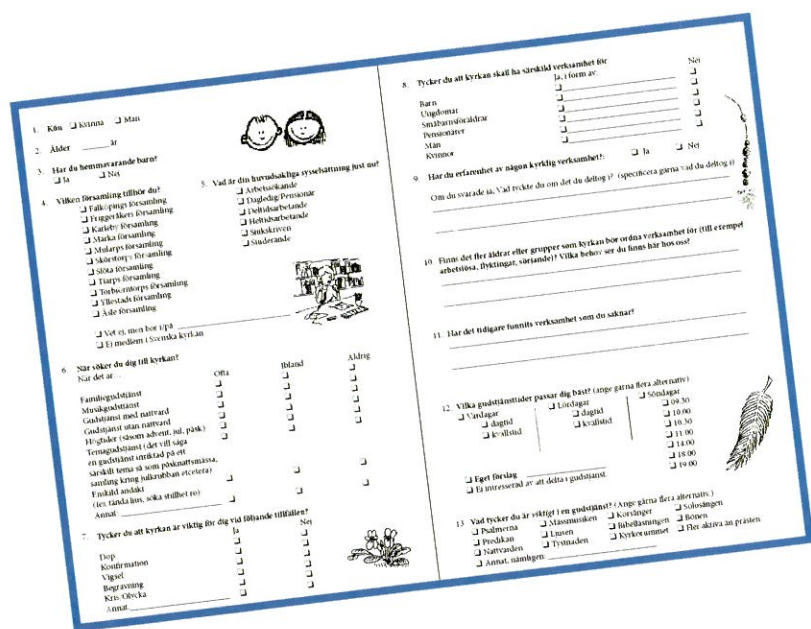 1. Kön ❑ Kvinna ❑ Man
2. Ålder ______ år
3. Har du hemmavarande barn?
❑ Ja ❑ Nej
4. Vilken församling tillhör du?
❑ Falköpings församling
❑ Friggeråkers församling
❑ Karleby församling
❑ Marka församling
❑ Mularps församling
❑ Skörtorps församling
❑ Slöta församling
❑ Tiarps församling
❑ Torbjörntorps församling
❑ Yllestads församling
❑ Åsle församling
❑ Vet ej, men bor i/på ______
❑ Ej medlem i Svenska kyrkan
5. Vad är din huvudsakliga sysselsättning just nu?
❑ Arbetssökande
❑ Dagledig/Pensionär
❑ Deltidsarbetande
❑ Heltidsarbetande
❑ Sjukskriven
❑ Studerande
6. När söker du dig till kyrkan?
När det är…
Ofta Ibland Aldrig
Familjegudstjänst ❑ ❑ ❑
Musikgudstjänst ❑ ❑ ❑
Gudstjänst med nattvard ❑ ❑ ❑
Gudstjänst utan nattvard ❑ ❑ ❑
Högtider (såsom advent, jul, påsk) ❑ ❑ ❑
Temagudstjänst (det vill säga
en gudstjänst inriktad på ett
särskilt tema så som påsknattsmässa,
samling kring julkrubban etcetera) ❑ ❑ ❑
Enskild andakt
(tex. tända ljus, söka stillhet/ro) ❑ ❑ ❑
Annat: ______
7. Tycker du att kyrkan är viktig för dig vid följande tillfällen?
Ja Nej
Dop ❑ ❑
Konfirmation ❑ ❑
Vigsel ❑ ❑
Begravning ❑ ❑
Kris/Olycka ❑ ❑
Annat ______ ❑ ❑
8. Tycker du att kyrkan skall ha särskild verksamhet för
Ja, i form av: Nej
Barn ❑ ______ ❑
Ungdomar ❑ ______ ❑
Småbarnsföräldrar ❑ ______ ❑
Pensionärer ❑ ______ ❑
Män ❑ ______ ❑
Kvinnor ❑ ______ ❑
9. Har du erfarenhet av någon kyrklig verksamhet?: ❑ Ja ❑ Nej
Om du svarade ja. Vad tyckte du om det du deltog i? (specificera gärna vad du deltog i)
10. Finns det fler åldrar eller grupper som kyrkan bör ordna verksamhet för (till exempel
arbetslösa, flyktingar, sörjande)? Vilka behov ser du finns här hos oss?
11. Har det tidigare funnits verksamhet som du saknar?
12. Vilka gudstjänsttider passar dig bäst? (ange gärna flera alternativ)
❑ Vardagar ❑ Lördagar ❑ Söndagar
❑ dagtid ❑ dagtid ❑ 09.30
❑ kvällstid ❑ kvällstid ❑ 10.00
❑ 10.30
❑ 11.00
❑ 14.00
❑ 18.00
❑ 19.00
❑ Eget förslag ______
❑ Ej intresserad av att delta i gudstjänst.
13. Vad tycker du är viktigt i en gudstjänst? (Ange gärna flera alternativ.)
❑ Psalmerna ❑ Mässmusiken ❑ Körsånger ❑ Solosången
❑ Predikan ❑ Ljusen ❑ Bibelläsningen ❑ Bönen
❑ Nattvarden ❑ Tystnaden ❑ Kyrkorummet ❑ Fler aktiva än prästen
❑ Annat, nämligen: ______